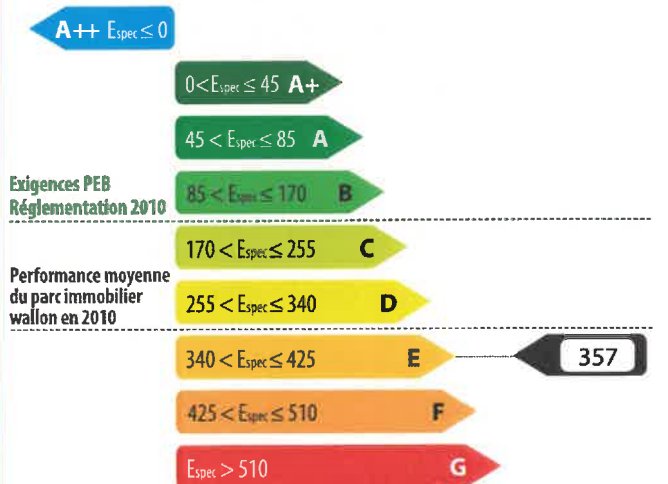 A++ Espec ≤ 0
0 < Espec ≤ 45 A+
45 < Espec ≤ 85 A
Exigences PEB
Réglementation 2010
85 < Espec ≤ 170 B
170 < Espec ≤ 255 C
Performance moyenne
du parc immobilier
wallon en 2010
255 < Espec ≤ 340 D
340 < Espec ≤ 425 E
357
425 < Espec ≤ 510 F
Espec > 510 G